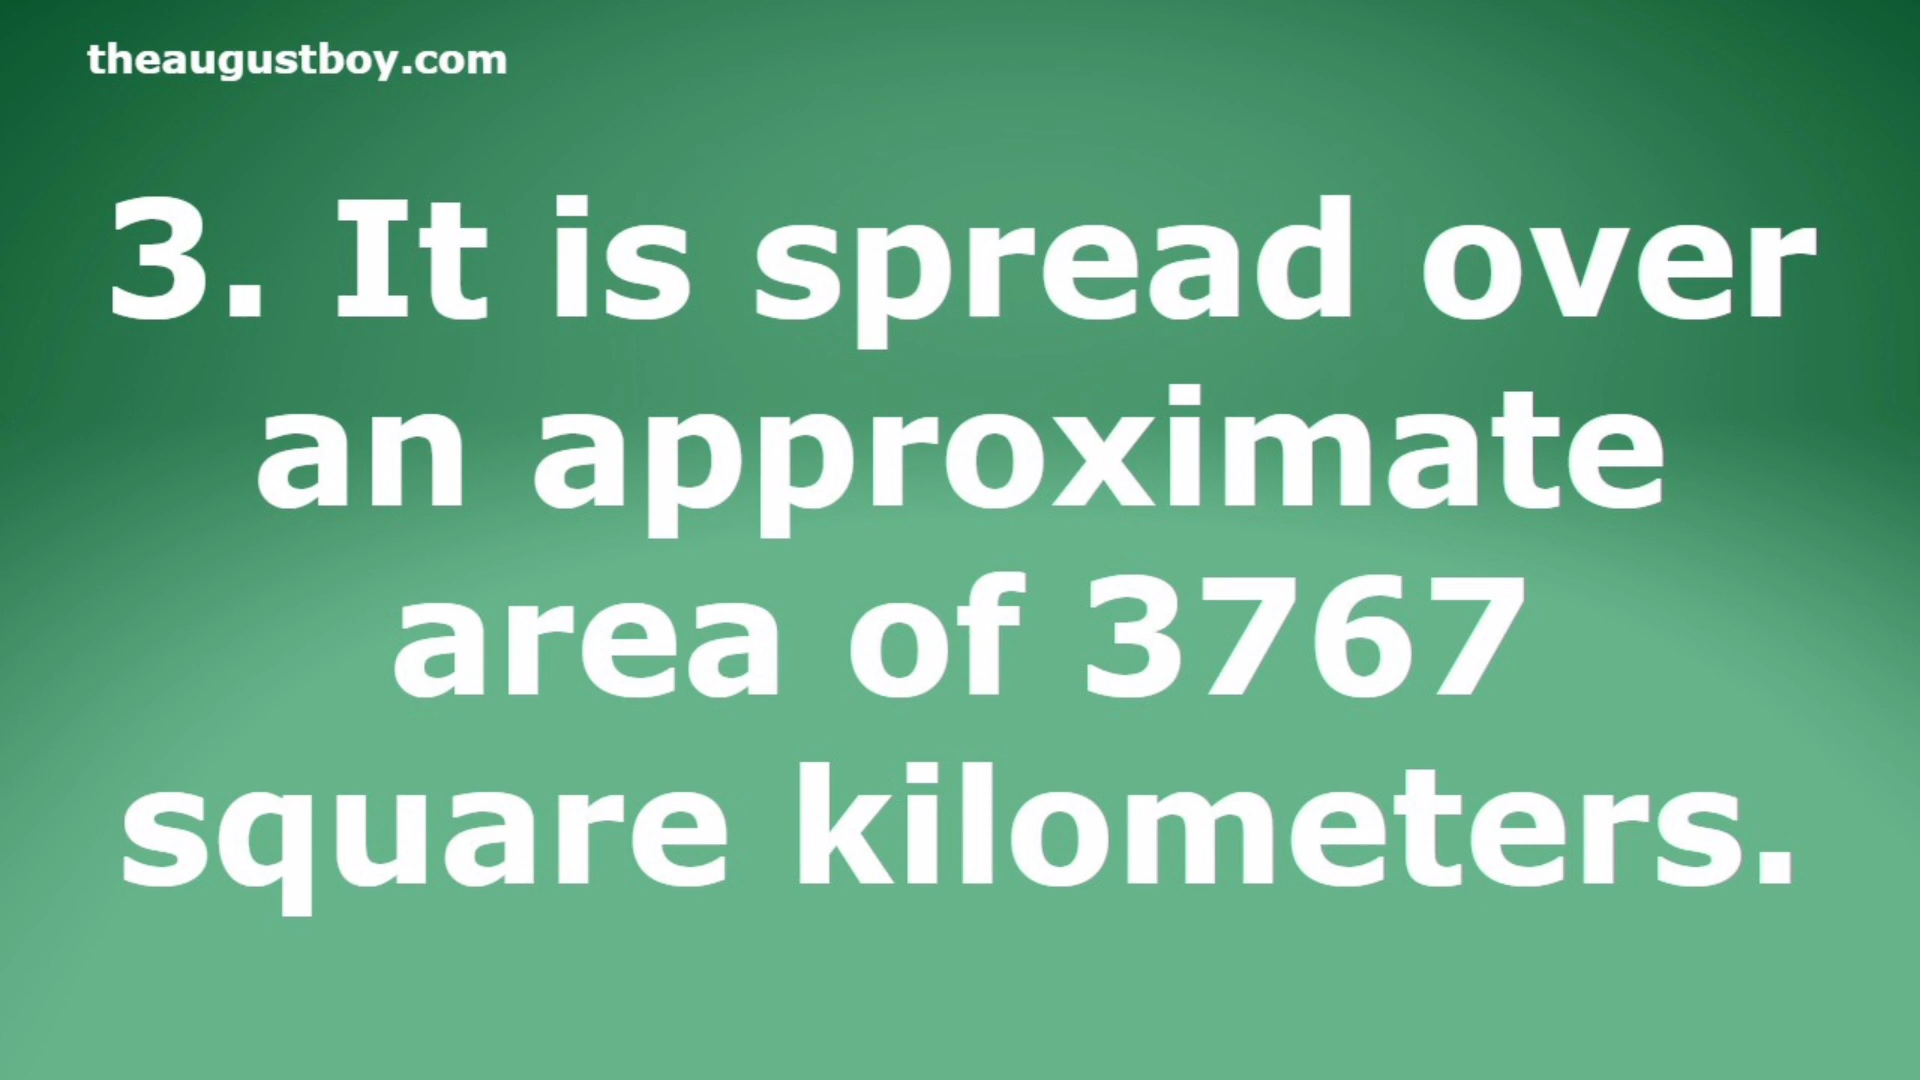 theaugustboy.com
3. It is spread over
an approximate
area of 3767
square kilometers.